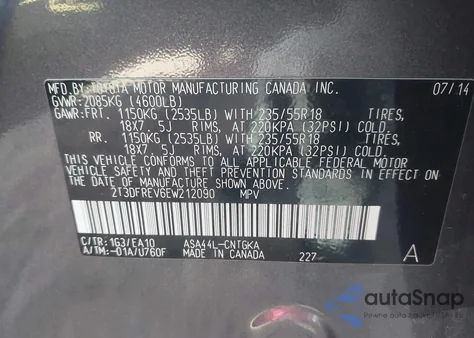 MFD.BY:TOYOTA MOTOR MANUFACTURING CANADA INC. 07/14
GVWR:2085KG (4600LB)
GAWR:FRT. 1150KG (2535LB) WITH 235/55R18 TIRES,
18X7.5J RIMS, AT 220KPA (32PSI) COLD.
RR. 1150KG (2535LB) WITH 235/55R18 TIRES,
18X7.5J RIMS, AT 220KPA (32PSI) COLD.
THIS VEHICLE CONFORMS TO ALL APPLICABLE FEDERAL MOTOR
VEHICLE SAFETY AND THEFT PREVENTION STANDARDS IN EFFECT ON
THE DATE OF MANUFACTURE SHOWN ABOVE.
2T3DFREV6EW212090 MPV
C/TR:1G3/EA10 ASA44L-CNTGKA
A/TM:-01A/U760F MADE IN CANADA 227 A
autoSnap
Pewne auta z